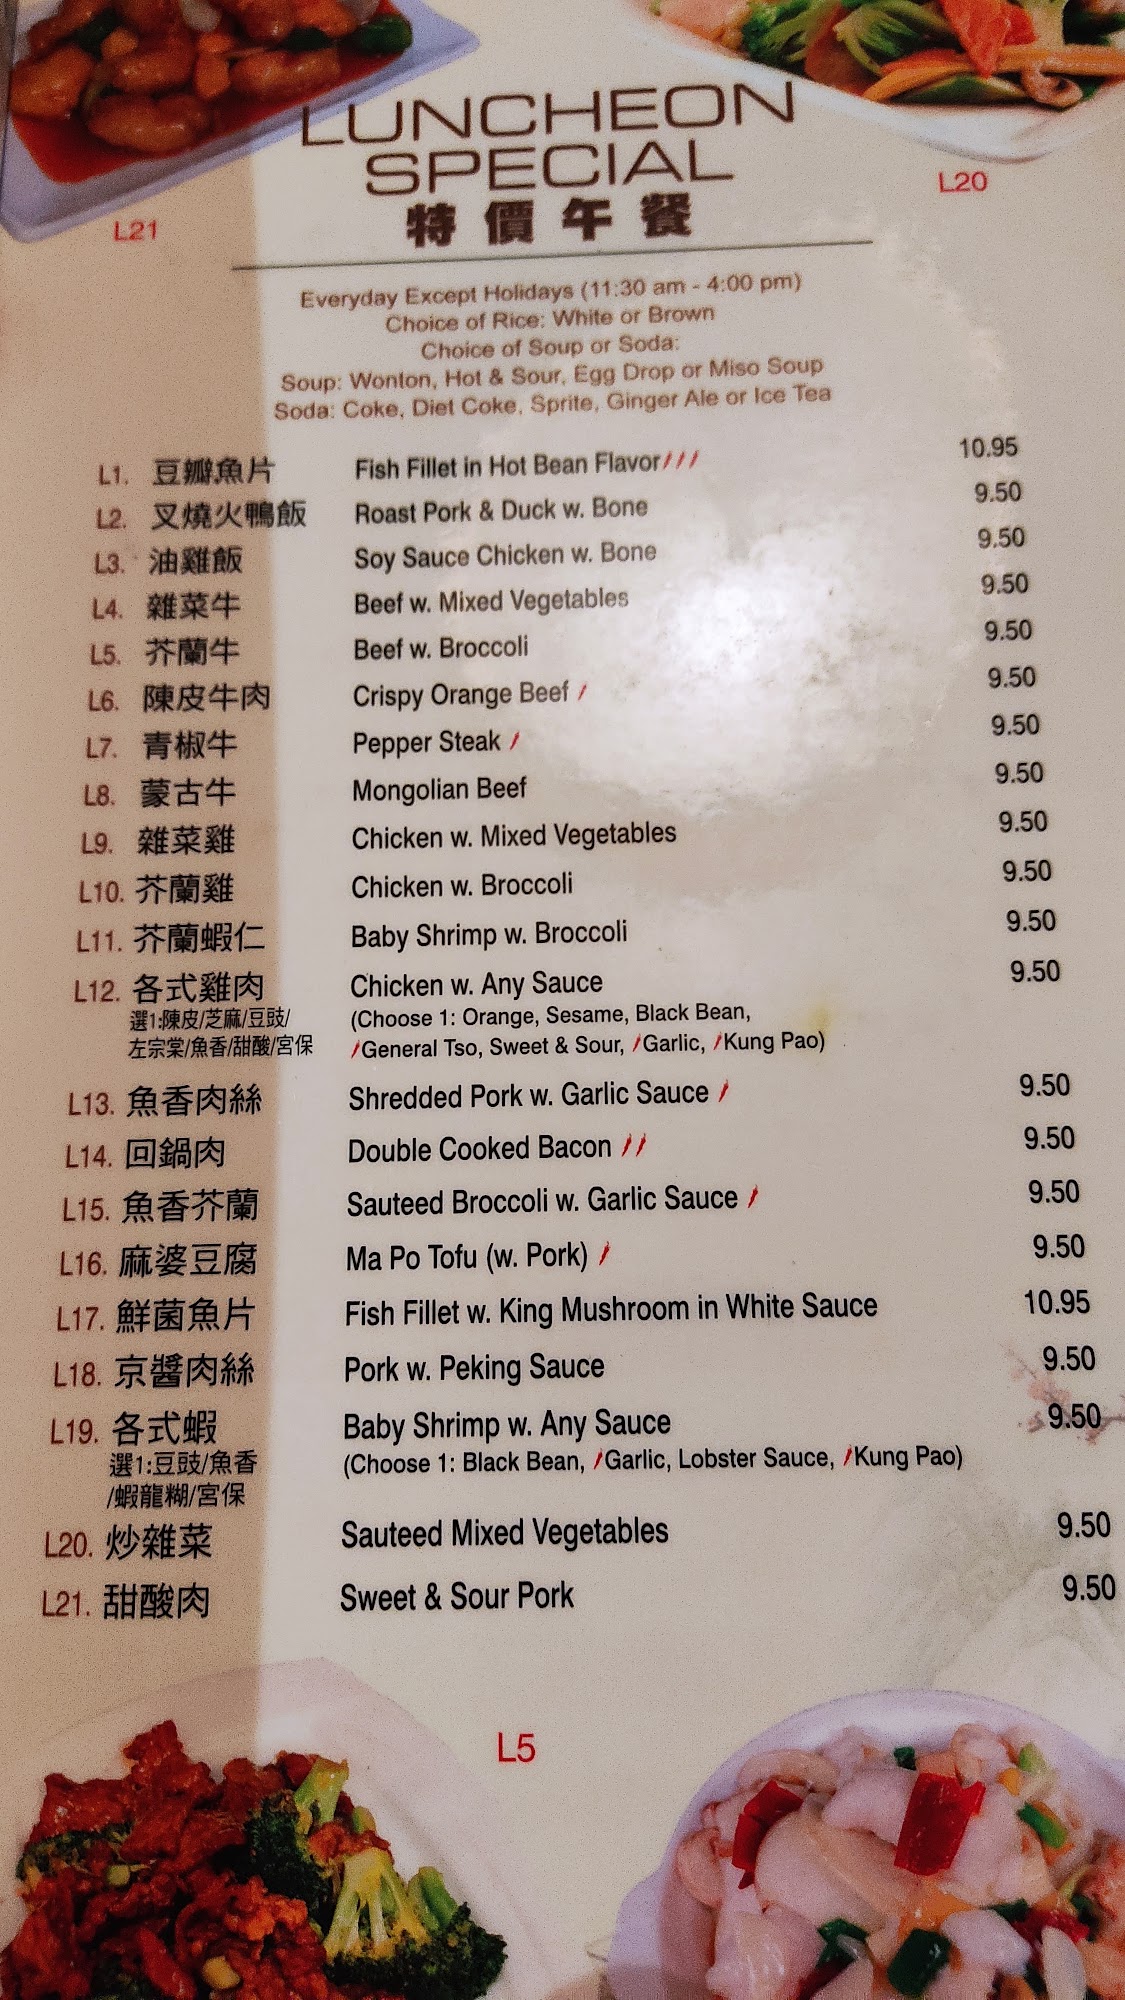 L21
L20
LUNCHEON
SPECIAL
特價午餐
Everyday Except Holidays (11:30 am - 4:00 pm)
Choice of Rice: White or Brown
Choice of Soup or Soda:
Soup: Wonton, Hot & Sour, Egg Drop or Miso Soup
Soda: Coke, Diet Coke, Sprite, Ginger Ale or Ice Tea
L1. 豆瓣魚片 Fish Fillet in Hot Bean Flavor 10.95
L2. 叉燒火鴨飯 Roast Pork & Duck w. Bone 9.50
L3. 油雞飯 Soy Sauce Chicken w. Bone 9.50
L4. 雜菜牛 Beef w. Mixed Vegetables 9.50
L5. 芥蘭牛 Beef w. Broccoli 9.50
L6. 陳皮牛肉 Crispy Orange Beef 9.50
L7. 青椒牛 Pepper Steak 9.50
L8. 蒙古牛 Mongolian Beef 9.50
L9. 雜菜雞 Chicken w. Mixed Vegetables 9.50
L10. 芥蘭雞 Chicken w. Broccoli 9.50
L11. 芥蘭蝦仁 Baby Shrimp w. Broccoli 9.50
L12. 各式雞肉 Chicken w. Any Sauce 9.50
選1:陳皮/芝麻/豆豉/ (Choose 1: Orange, Sesame, Black Bean,
左宗棠/魚香/甜酸/宮保 General Tso, Sweet & Sour, Garlic, Kung Pao)
L13. 魚香肉絲 Shredded Pork w. Garlic Sauce 9.50
L14. 回鍋肉 Double Cooked Bacon 9.50
L15. 魚香芥蘭 Sauteed Broccoli w. Garlic Sauce 9.50
L16. 麻婆豆腐 Ma Po Tofu (w. Pork) 9.50
L17. 鮮菌魚片 Fish Fillet w. King Mushroom in White Sauce 10.95
L18. 京醬肉絲 Pork w. Peking Sauce 9.50
L19. 各式蝦 Baby Shrimp w. Any Sauce 9.50
選1:豆豉/魚香 (Choose 1: Black Bean, Garlic, Lobster Sauce, Kung Pao)
/蝦龍糊/宮保
L20. 炒雜菜 Sauteed Mixed Vegetables 9.50
L21. 甜酸肉 Sweet & Sour Pork 9.50
L5